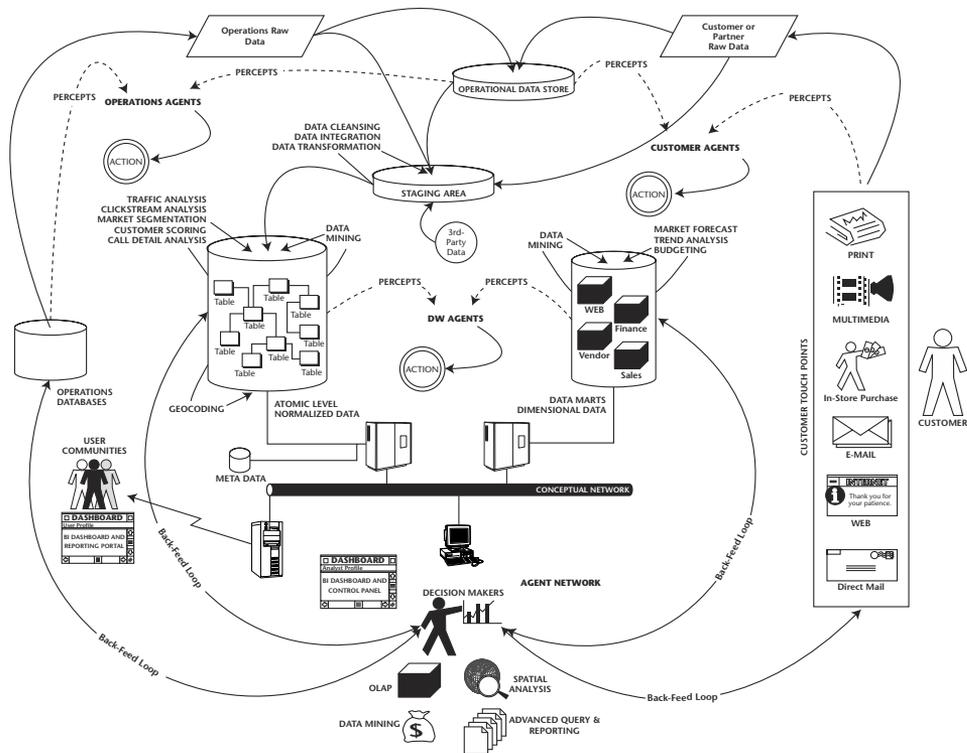 Operations Raw
Data
Customer or
Partner
Raw Data
PERCEPTS
OPERATIONAL DATA STORE
PERCEPTS
PERCEPTS
OPERATIONS AGENTS
PERCEPTS
DATA CLEANSING
DATA INTEGRATION
DATA TRANSFORMATION
CUSTOMER AGENTS
ACTION
STAGING AREA
ACTION
TRAFFIC ANALYSIS
CLICKSTREAM ANALYSIS
MARKET SEGMENTATION
CUSTOMER SCORING
CALL DETAIL ANALYSIS
DATA
MINING
3rd-
Party
Data
DATA
MINING
MARKET FORECAST
TREND ANALYSIS
BUDGETING
PRINT
PERCEPTS
PERCEPTS
Table
Table
Table
Table
Table
Table
Table
Table
Table
DW AGENTS
WEB
Finance
Vendor
Sales
MULTIMEDIA
ACTION
OPERATIONS
DATABASES
GEOCODING
ATOMIC LEVEL
NORMALIZED DATA
DATA MARTS
DIMENSIONAL DATA
In-Store Purchase
CUSTOMER TOUCH POINTS
CUSTOMER
E-MAIL
USER
COMMUNITIES
META DATA
CONCEPTUAL NETWORK
INTERNET
i
Thank you for
your patience.
WEB
DASHBOARD
User Profile
BI DASHBOARD AND
REPORTING PORTAL
Back-Feed Loop
DASHBOARD
Analyst Profile
BI DASHBOARD AND
CONTROL PANEL
AGENT NETWORK
Back-Feed Loop
Direct Mail
DECISION MAKERS
Back-Feed Loop
OLAP
SPATIAL
ANALYSIS
Back-Feed Loop
DATA MINING
$
ADVANCED QUERY &
REPORTING